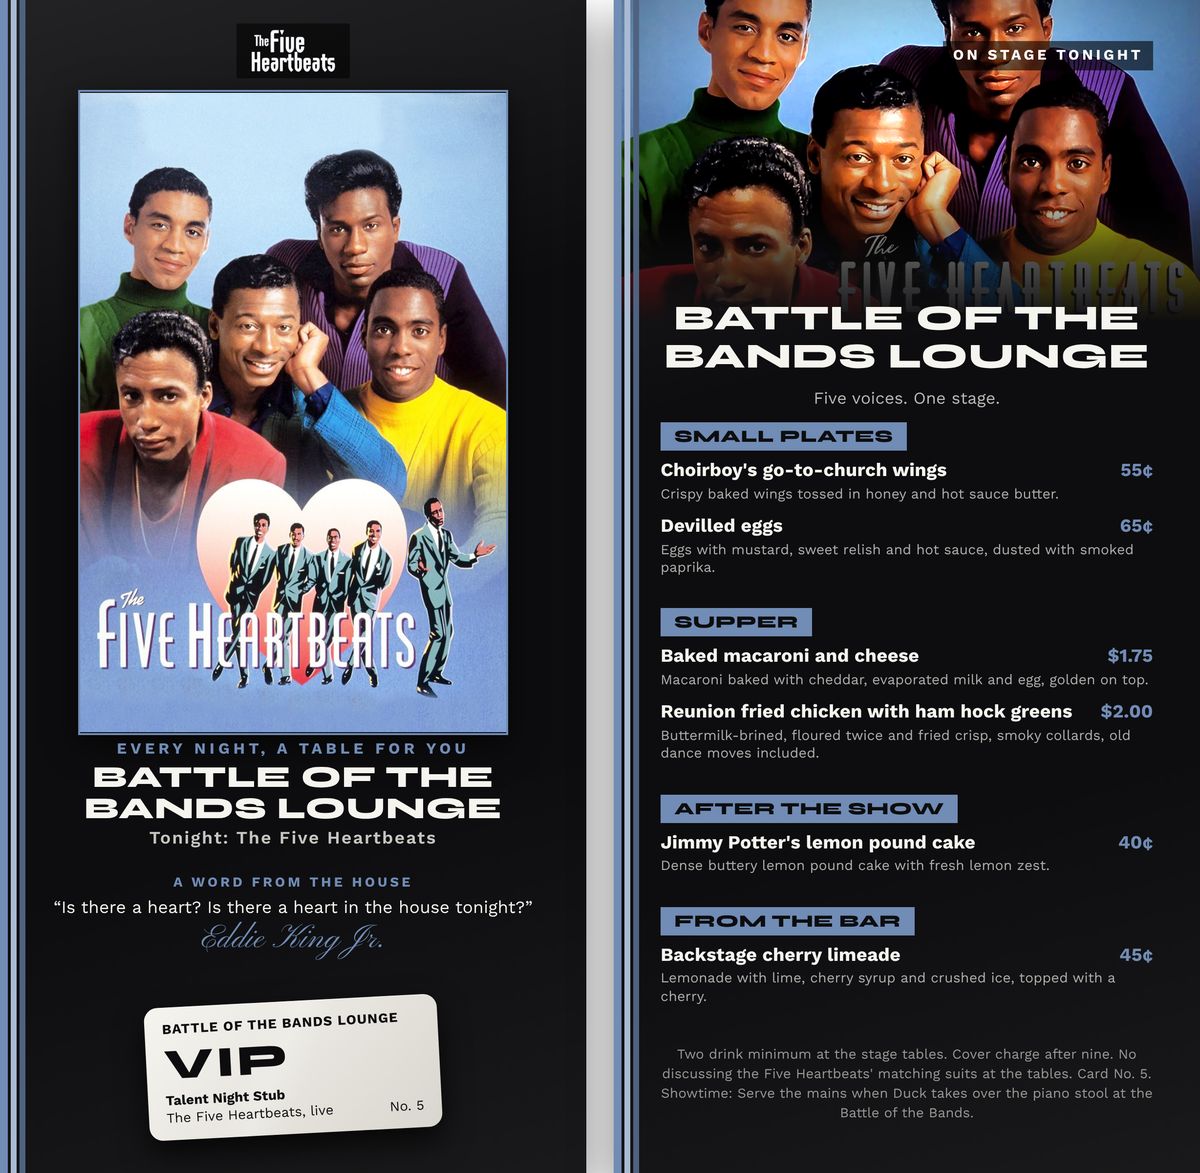 The Five
Heartbeats
The
FIVE HEARTBEATS
EVERY NIGHT, A TABLE FOR YOU
BATTLE OF THE
BANDS LOUNGE
Tonight: The Five Heartbeats
A WORD FROM THE HOUSE
“Is there a heart? Is there a heart in the house tonight?”
Eddie King Jr.
BATTLE OF THE BANDS LOUNGE
VIP
Talent Night Stub
The Five Heartbeats, live
No. 5
ON STAGE TONIGHT
The
FIVE HEARTBEATS
BATTLE OF THE
BANDS LOUNGE
Five voices. One stage.
SMALL PLATES
Choirboy's go-to-church wings 55¢
Crispy baked wings tossed in honey and hot sauce butter.
Devilled eggs 65¢
Eggs with mustard, sweet relish and hot sauce, dusted with smoked
paprika.
SUPPER
Baked macaroni and cheese $1.75
Macaroni baked with cheddar, evaporated milk and egg, golden on top.
Reunion fried chicken with ham hock greens $2.00
Buttermilk-brined, floured twice and fried crisp, smoky collards, old
dance moves included.
AFTER THE SHOW
Jimmy Potter's lemon pound cake 40¢
Dense buttery lemon pound cake with fresh lemon zest.
FROM THE BAR
Backstage cherry limeade 45¢
Lemonade with lime, cherry syrup and crushed ice, topped with a
cherry.
Two drink minimum at the stage tables. Cover charge after nine. No
discussing the Five Heartbeats' matching suits at the tables. Card No. 5.
Showtime: Serve the mains when Duck takes over the piano stool at the
Battle of the Bands.